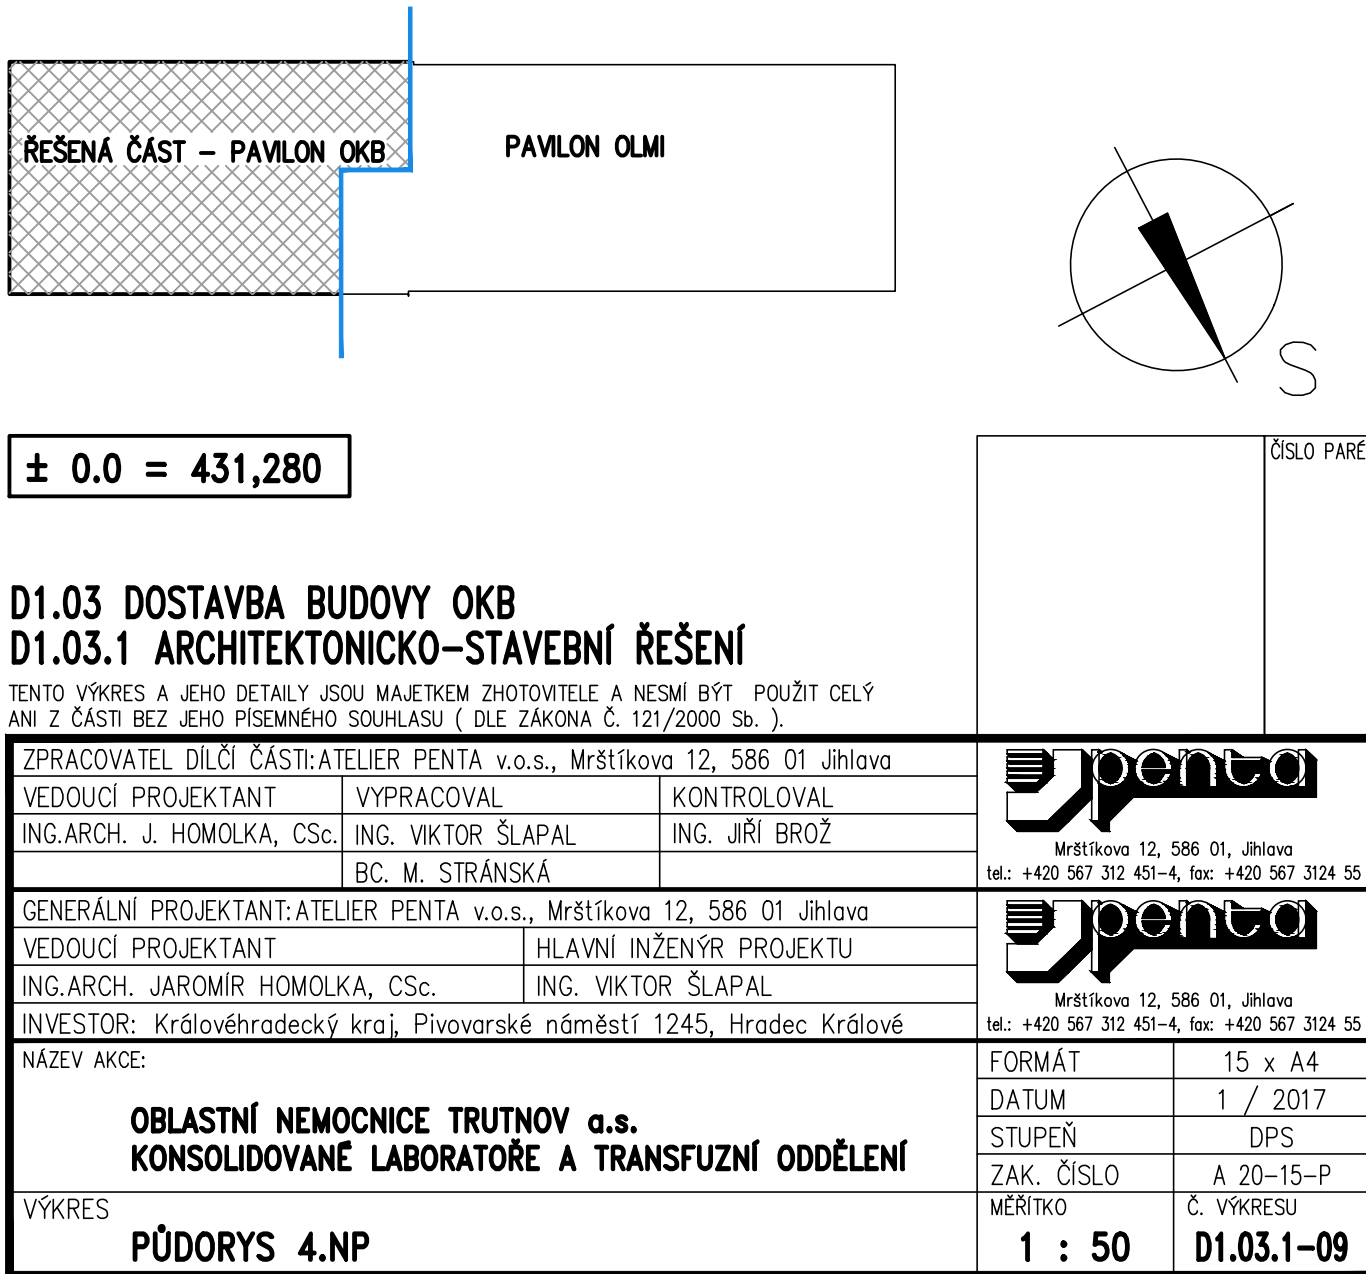 ŘEŠENÁ ČÁST – PAVILON OKB
PAVILON OLMI
S
± 0.0 = 431,280
ČÍSLO PARÉ
D1.03 DOSTAVBA BUDOVY OKB
D1.03.1 ARCHITEKTONICKO–STAVEBNÍ ŘEŠENÍ
TENTO VÝKRES A JEHO DETAILY JSOU MAJETKEM ZHOTOVITELE A NESMÍ BÝT POUŽIT CELÝ
ANI Z ČÁSTI BEZ JEHO PÍSEMNÉHO SOUHLASU ( DLE ZÁKONA Č. 121/2000 Sb. ).
ZPRACOVATEL DÍLČÍ ČÁSTI: ATELIER PENTA v.o.s., Mrštíkova 12, 586 01 Jihlava
VEDOUCÍ PROJEKTANT VYPRACOVAL KONTROLOVAL
ING.ARCH. J. HOMOLKA, CSc. ING. VIKTOR ŠLAPAL ING. JIŘÍ BROŽ
BC. M. STRÁNSKÁ
penta
Mrštíkova 12, 586 01, Jihlava
tel.: +420 567 312 451–4, fax: +420 567 3124 55
GENERÁLNÍ PROJEKTANT: ATELIER PENTA v.o.s., Mrštíkova 12, 586 01 Jihlava
VEDOUCÍ PROJEKTANT HLAVNÍ INŽENÝR PROJEKTU
ING.ARCH. JAROMÍR HOMOLKA, CSc. ING. VIKTOR ŠLAPAL
INVESTOR: Královéhradecký kraj, Pivovarské náměstí 1245, Hradec Králové
penta
Mrštíkova 12, 586 01, Jihlava
tel.: +420 567 312 451–4, fax: +420 567 3124 55
NÁZEV AKCE:
OBLASTNÍ NEMOCNICE TRUTNOV a.s.
KONSOLIDOVANÉ LABORATOŘE A TRANSFUZNÍ ODDĚLENÍ
FORMÁT 15 x A4
DATUM 1 / 2017
STUPEŇ DPS
ZAK. ČÍSLO A 20–15–P
VÝKRES
PŮDORYS 4.NP
MĚŘÍTKO Č. VÝKRESU
1 : 50 D1.03.1–09